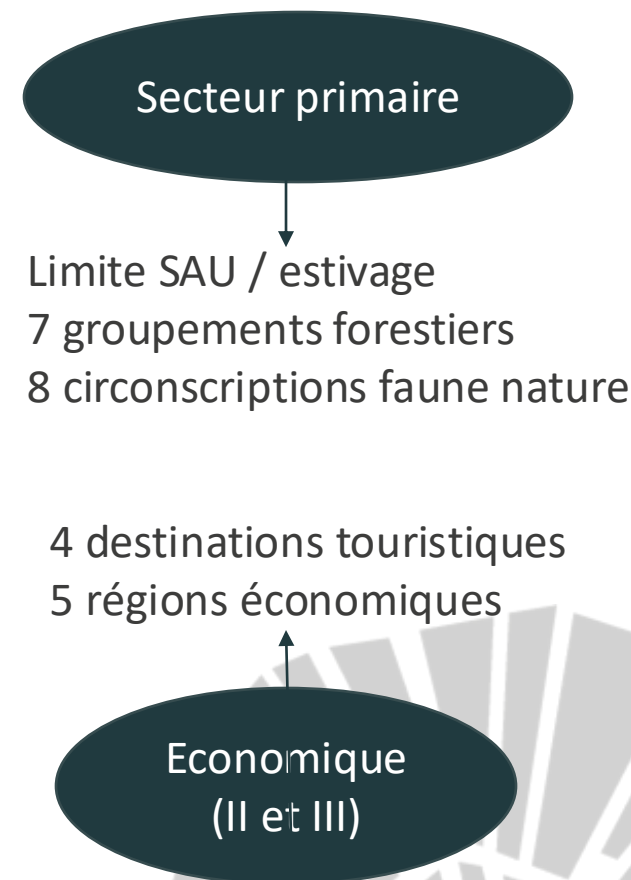 Secteur primaire
Limite SAU / estivage
7 groupements forestiers
8 circonscriptions faune nature
4 destinations touristiques
5 régions économiques
Economique
(II et III)